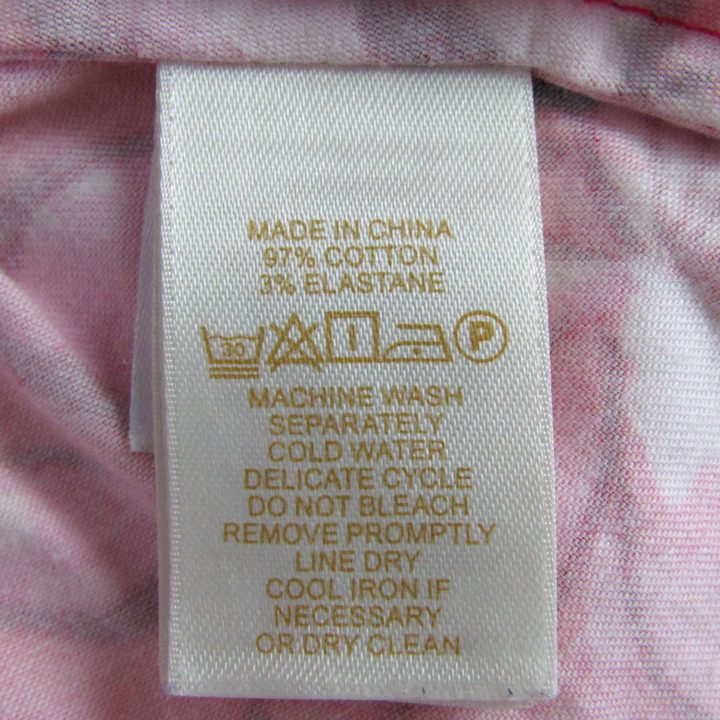 MADE IN CHINA
97% COTTON
3% ELASTANE
30 P
MACHINE WASH
SEPARATELY
COLD WATER
DELICATE CYCLE
DO NOT BLEACH
REMOVE PROMPTLY
LINE DRY
COOL IRON IF
NECESSARY
OR DRY CLEAN